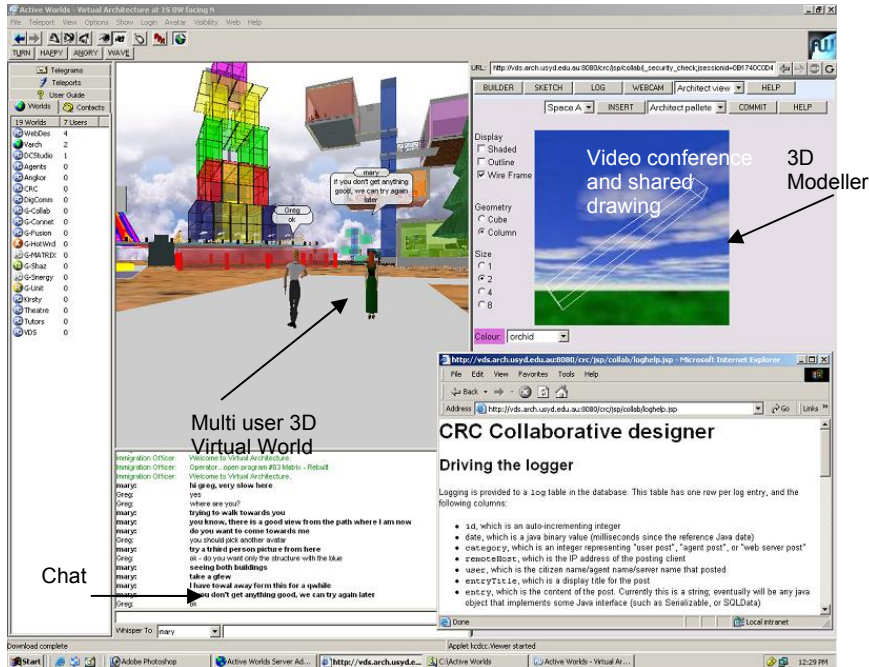 Active Worlds - Virtual Architecture at 15 0W facing N
File Teleport View Options Show Login Avatar Visibility Web Help
TURN HAPPY ANGRY WAVE
Telegrams
Teleports
User Guide
Worlds Contacts
19 Worlds 7 Users
WebDes 4
Varch 2
DCStudio 1
Agents 0
Angkor 0
CRC 0
DigComm 0
G-Collab 0
G-Connet 0
G-Fusion 0
G-HotWrd 0
G-MATRIX 0
G-Shaz 0
G-Snergy 0
G-Unit 0
Kirsty 0
Theatre 0
Tutors 0
VDS 0
mary
if you don't get anything
good, we can try again
later
Greg
ok
Multi user 3D
Virtual World
URL: http://vds.arch.usyd.edu.au:8080/crc/jsp/collab/j_security_check;jsessionid=0B1740C0D4
BUILDER SKETCH LOG WEBCAM Architect view HELP
Space A INSERT Architect pallete COMMIT HELP
Display
Shaded
Outline
Wire Frame
Geometry
Cube
Column
Size
1
2
4
8
Colour: orchid
Video conference
and shared
drawing
3D
Modeller
Immigration Officer: Welcome to Virtual Architecture.
Immigration Officer: Operator...open program #03 Matrix - Rebuilt
Immigration Officer: Welcome to Virtual Architecture.
mary: hi greg, very slow here
Greg: yes
Greg: where are you?
mary: trying to walk towards you
mary: you know, there is a good view from the path where I am now
mary: do you want to come towards me
Greg: you should pick another avatar
mary: try a trhird person picture from here
Greg: ok - do you want only the structure with the blue
mary: seeing both buildings
mary: take a gfew
mary: I have towal away form this for a qwhile
you don't get anything good, we can try again later
Greg: ok
Chat
Whisper To mary
http://vds.arch.usyd.edu.au:8080/crc/jsp/collab/loghelp.jsp - Microsoft Internet Explorer
File Edit View Favorites Tools Help
Back
Address http://vds.arch.usyd.edu.au:8080/crc/jsp/collab/loghelp.jsp Go Links
CRC Collaborative designer
Driving the logger
Logging is provided to a log table in the database. This table has one row per log entry, and the
following columns:
• id, which is an auto-incrementing integer
• date, which is a java binary value (milliseconds since the reference Java date)
• category, which is an integer representing "user post", "agent post", or "web server post"
• remoteHost, which is the IP address of the posting client
• user, which is the citizen name/agent name/server name that posted
• entryTitle, which is a display title for the post
• entry, which is the content of the post. Currently this is a string; eventually will be any java
object that implements some Java interface (such as Serializable, or SQLData)
Done Local intranet
Download complete
Applet kcdcc.Viewer started
Start Adobe Photoshop Active Worlds Server Ad... http://vds.arch.usyd.e... C:\Active Worlds Active Worlds - Virtual Ar... 12:29 PM